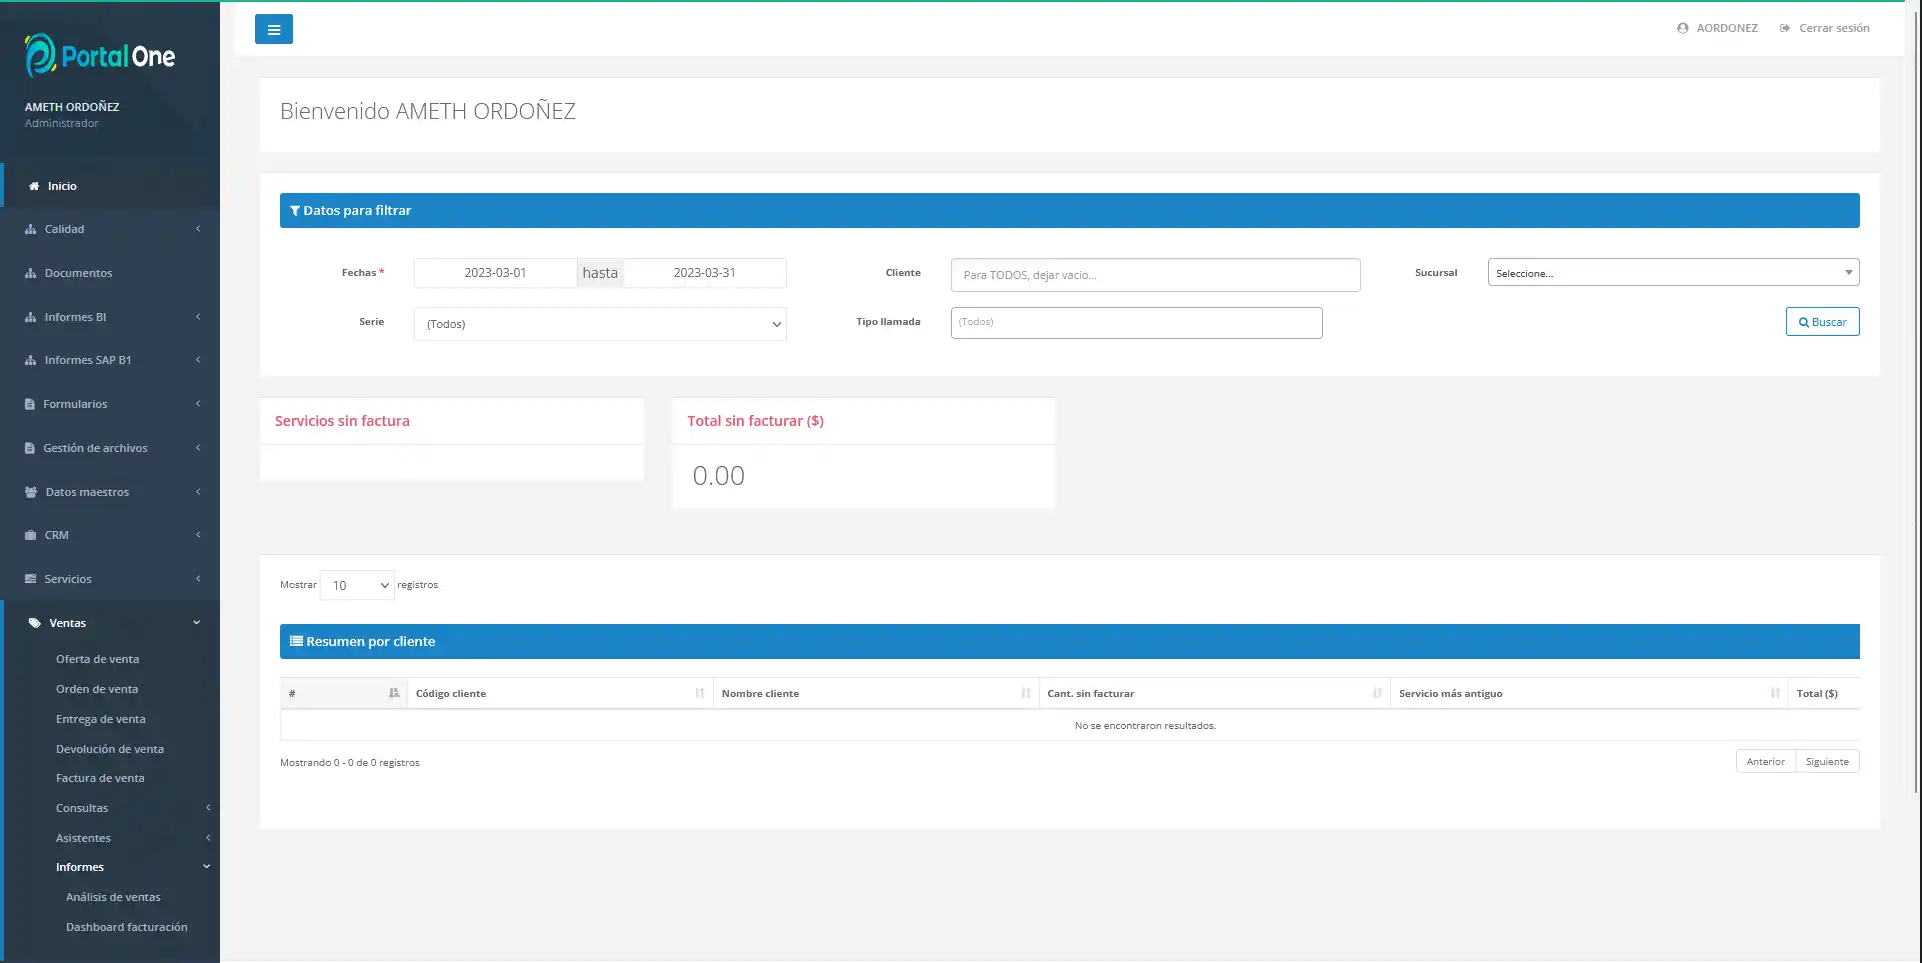 Portal One
AMETH ORDOÑEZ
Administrador
Inicio
Calidad
Documentos
Informes BI
Informes SAP B1
Formularios
Gestión de archivos
Datos maestros
CRM
Servicios
Ventas
Oferta de venta
Orden de venta
Entrega de venta
Devolución de venta
Factura de venta
Consultas
Asistentes
Informes
Análisis de ventas
Dashboard facturación
AORDONEZ Cerrar sesión
Bienvenido AMETH ORDOÑEZ
Datos para filtrar
Fechas * 2023-03-01 hasta 2023-03-31 Cliente Para TODOS, dejar vacio... Sucursal Seleccione...
Serie (Todos) Tipo llamada (Todos) Buscar
Servicios sin factura Total sin facturar ($)
0.00
Mostrar 10 registros
Resumen por cliente
# Código cliente Nombre cliente Cant. sin facturar Servicio más antiguo Total ($)
No se encontraron resultados.
Mostrando 0 - 0 de 0 registros Anterior Siguiente